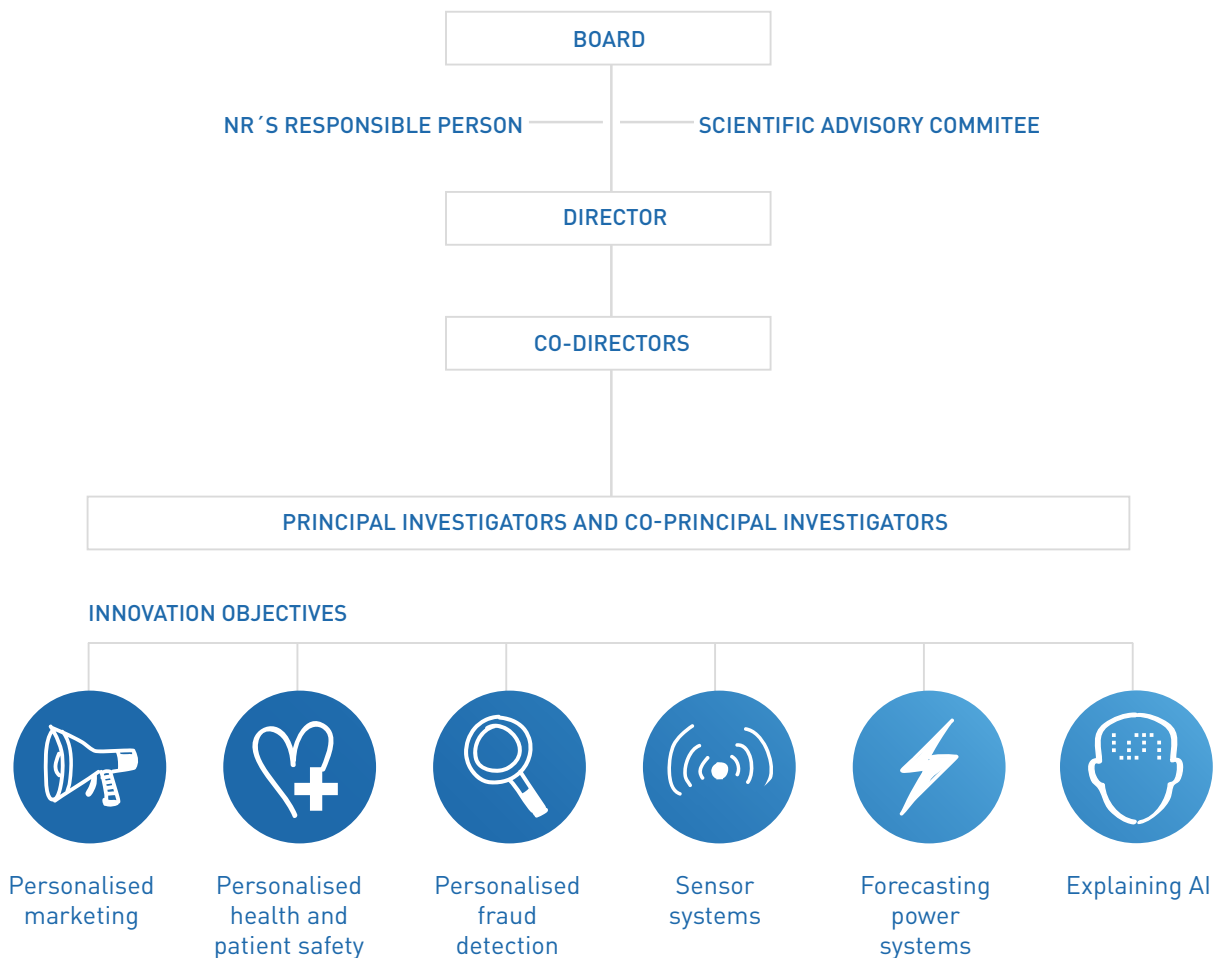 BOARD
NR´S RESPONSIBLE PERSON
SCIENTIFIC ADVISORY COMMITEE
DIRECTOR
CO-DIRECTORS
PRINCIPAL INVESTIGATORS AND CO-PRINCIPAL INVESTIGATORS
INNOVATION OBJECTIVES
Personalised
marketing
Personalised
health and
patient safety
Personalised
fraud
detection
Sensor
systems
Forecasting
power
systems
Explaining AI